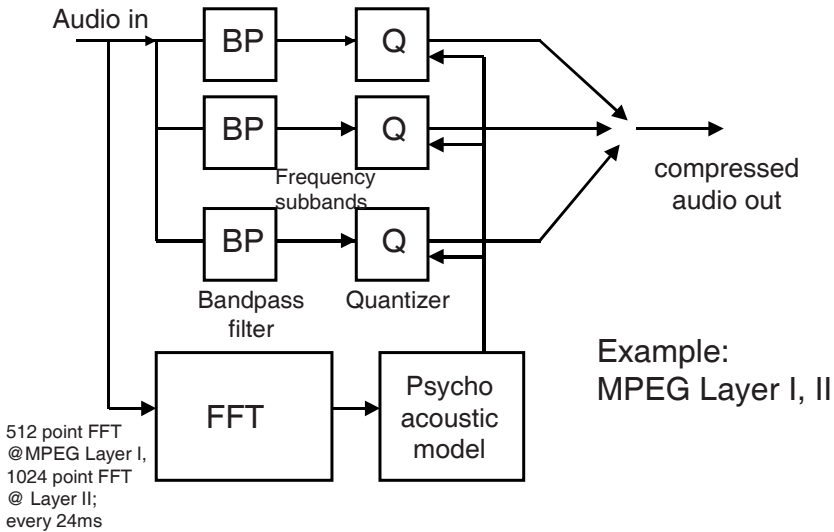 Audio in
BP
Q
BP
Q
Frequency
subbands
compressed
audio out
BP
Q
Bandpass
filter
Quantizer
Example:
MPEG Layer I, II
FFT
Psycho
acoustic
model
512 point FFT
@MPEG Layer I,
1024 point FFT
@ Layer II;
every 24ms